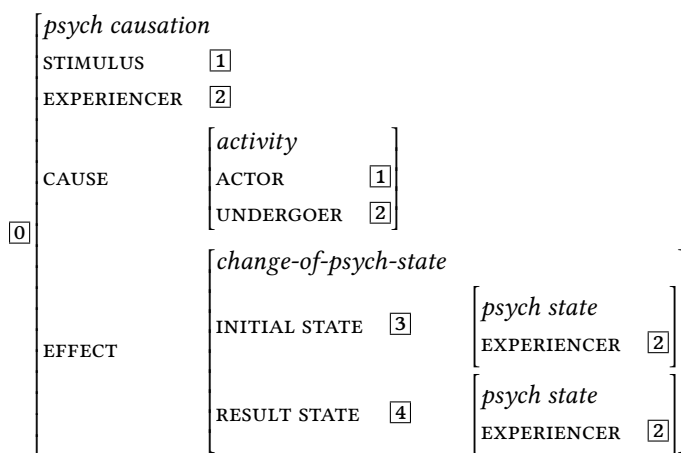 psych causation
STIMULUS 1
EXPERIENCER 2
activity
CAUSE ACTOR 1
UNDERGOER 2
0
change-of-psych-state
psych state
INITIAL STATE 3
EXPERIENCER 2
EFFECT
psych state
RESULT STATE 4
EXPERIENCER 2